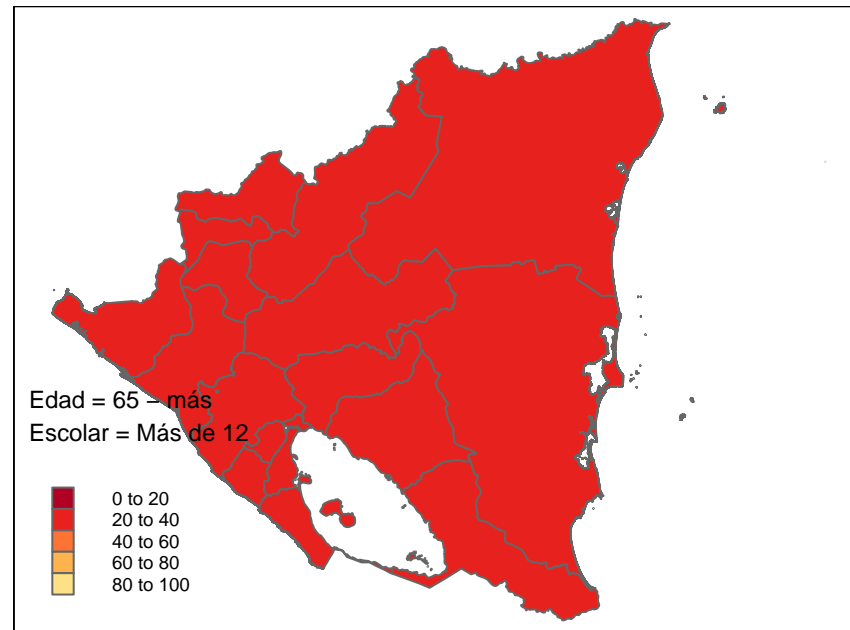 Edad = 65 – más
Escolar = Más de 12
0 to 20
20 to 40
40 to 60
60 to 80
80 to 100